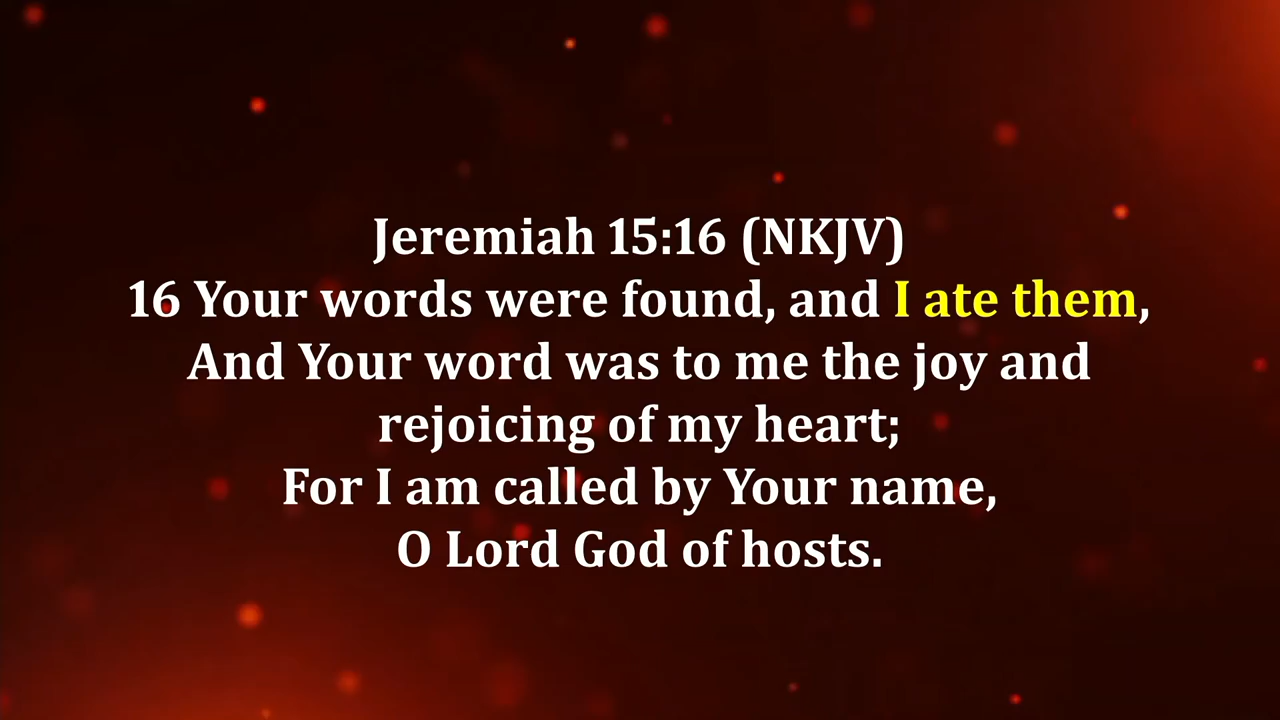 Jeremiah 15:16 (NKJV)
16 Your words were found, and I ate them,
And Your word was to me the joy and
rejoicing of my heart;
For I am called by Your name,
O Lord God of hosts.